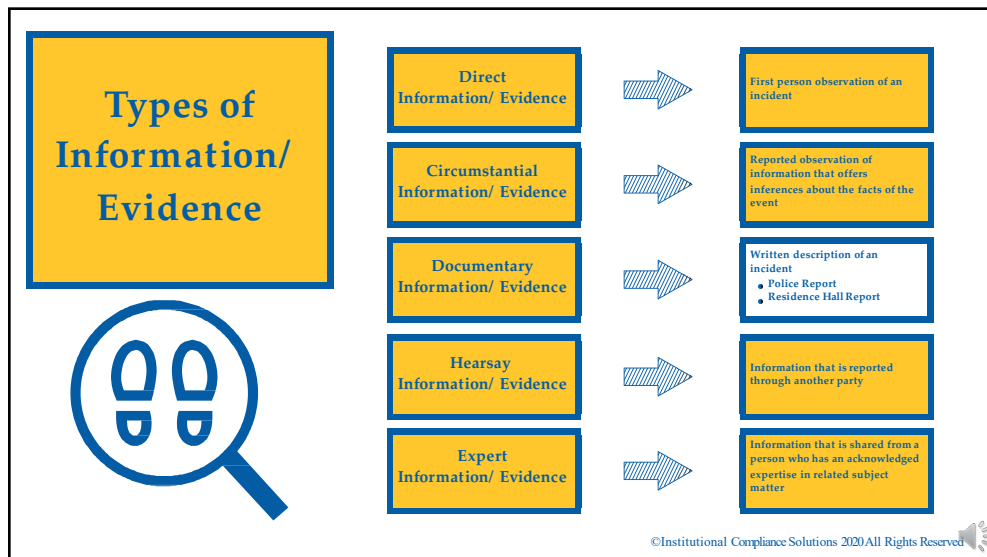 Types of
Information/
Evidence
Direct
Information/ Evidence
First person observation of an
incident
Circumstantial
Information/ Evidence
Reported observation of
information that offers
inferences about the facts of the
event
Documentary
Information/ Evidence
Written description of an
incident
• Police Report
• Residence Hall Report
Hearsay
Information/ Evidence
Information that is reported
through another party
Expert
Information/ Evidence
Information that is shared from a
person who has an acknowledged
expertise in related subject
matter
©Institutional Compliance Solutions 2020 All Rights Reserved